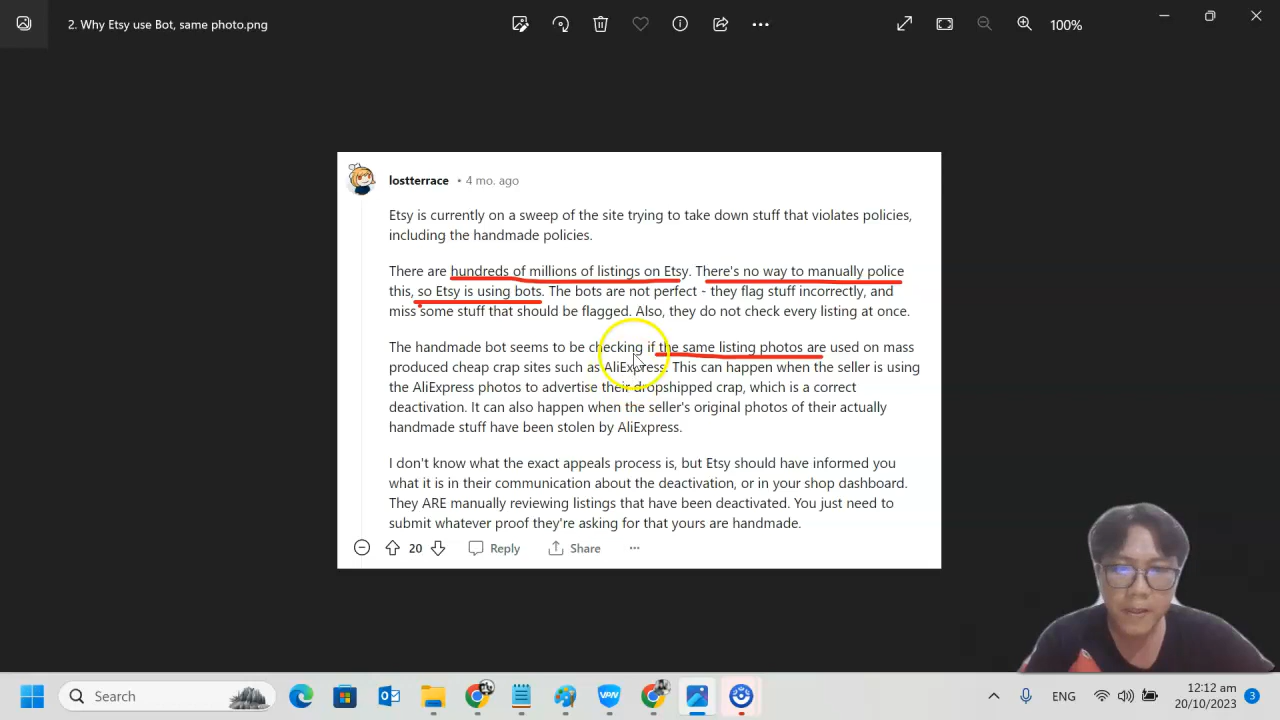 2. Why Etsy use Bot, same photo.png
100%
lostterrace • 4 mo. ago
Etsy is currently on a sweep of the site trying to take down stuff that violates policies,
including the handmade policies.
There are hundreds of millions of listings on Etsy. There's no way to manually police
this, so Etsy is using bots. The bots are not perfect - they flag stuff incorrectly, and
miss some stuff that should be flagged. Also, they do not check every listing at once.
The handmade bot seems to be checking if the same listing photos are used on mass
produced cheap crap sites such as AliExpress. This can happen when the seller is using
the AliExpress photos to advertise their dropshipped crap, which is a correct
deactivation. It can also happen when the seller's original photos of their actually
handmade stuff have been stolen by AliExpress.
I don't know what the exact appeals process is, but Etsy should have informed you
what it is in their communication about the deactivation, or in your shop dashboard.
They ARE manually reviewing listings that have been deactivated. You just need to
submit whatever proof they're asking for that yours are handmade.
20 Reply Share ...
Search
VPN
ENG
12:12 am
20/10/2023
3